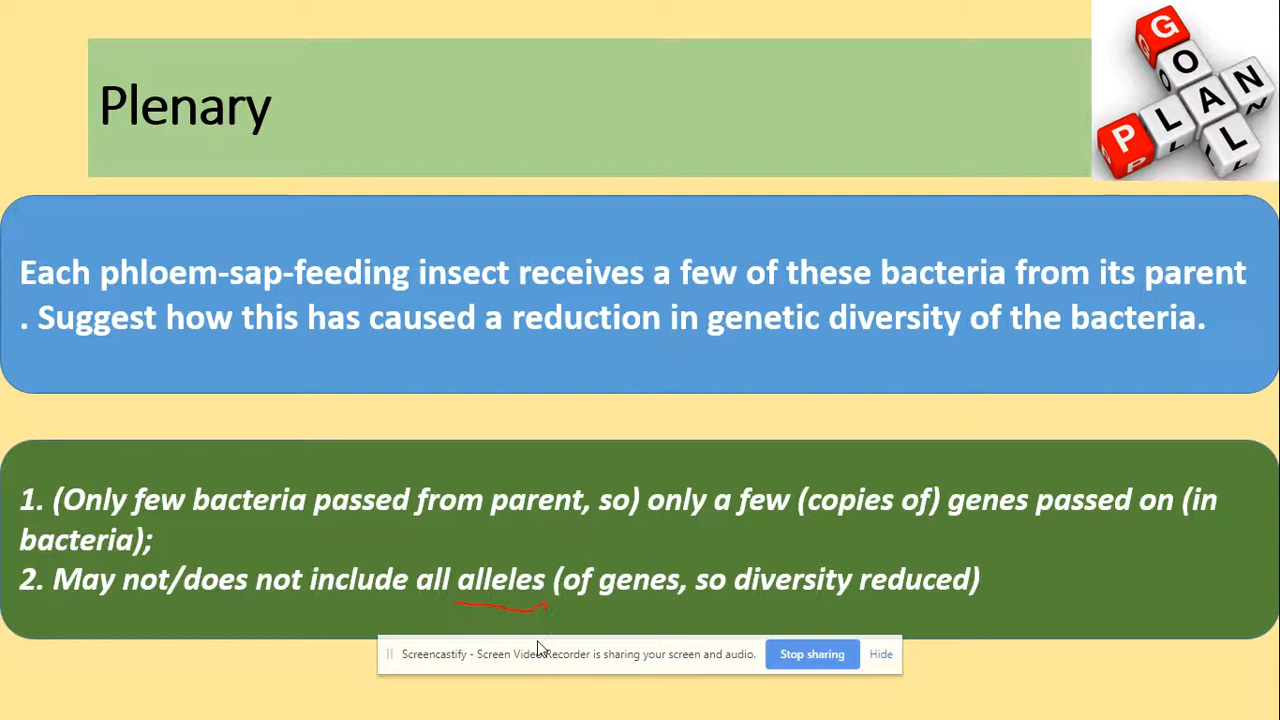 Plenary
GOAL
PLAN
Each phloem-sap-feeding insect receives a few of these bacteria from its parent
. Suggest how this has caused a reduction in genetic diversity of the bacteria.
1. (Only few bacteria passed from parent, so) only a few (copies of) genes passed on (in
bacteria);
2. May not/does not include all alleles (of genes, so diversity reduced)
Screencastify - Screen Video Recorder is sharing your screen and audio.
Stop sharing
Hide